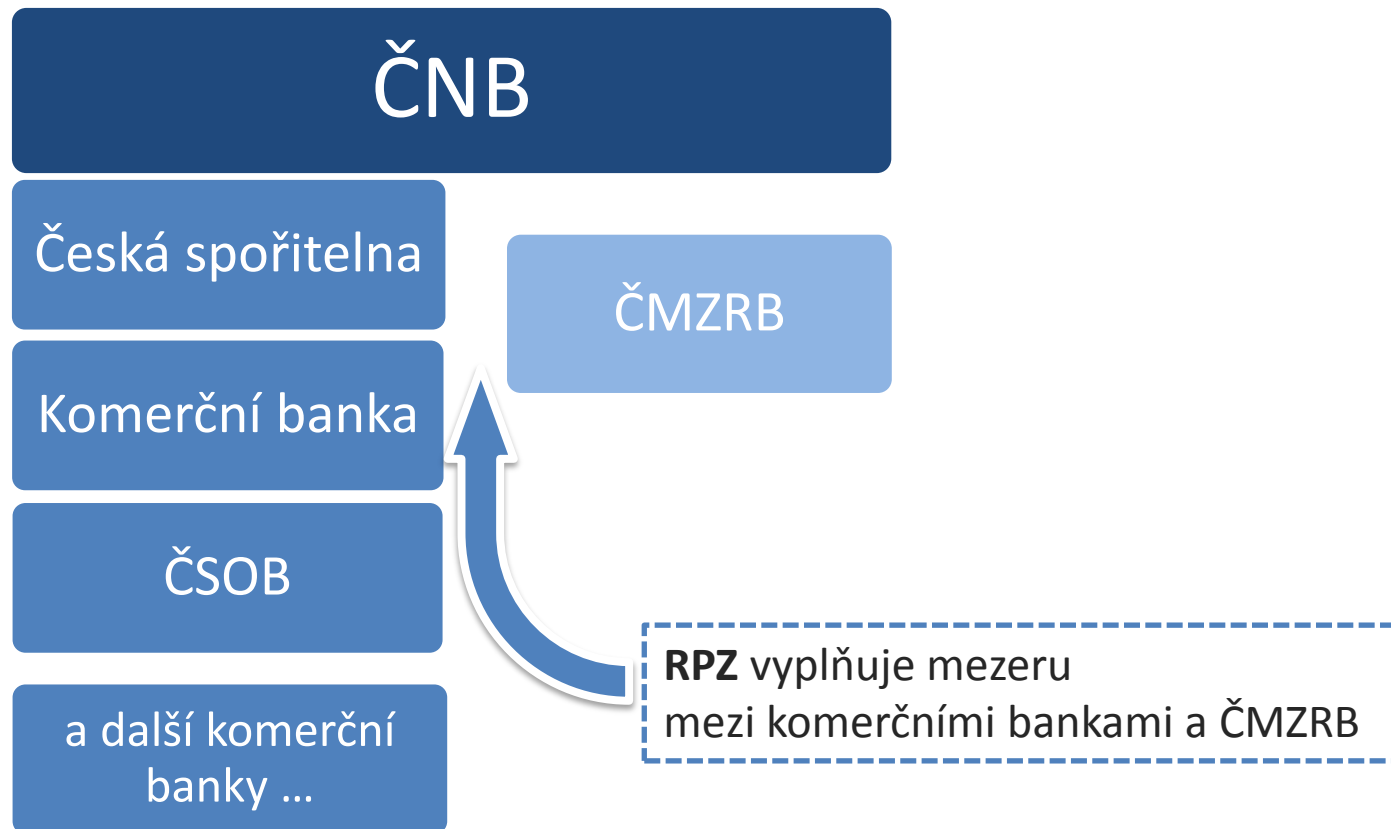 ČNB
Česká spořitelna
ČMZRB
Komerční banka
ČSOB
RPZ vyplňuje mezeru
mezi komerčními bankami a ČMZRB
a další komerční
banky …